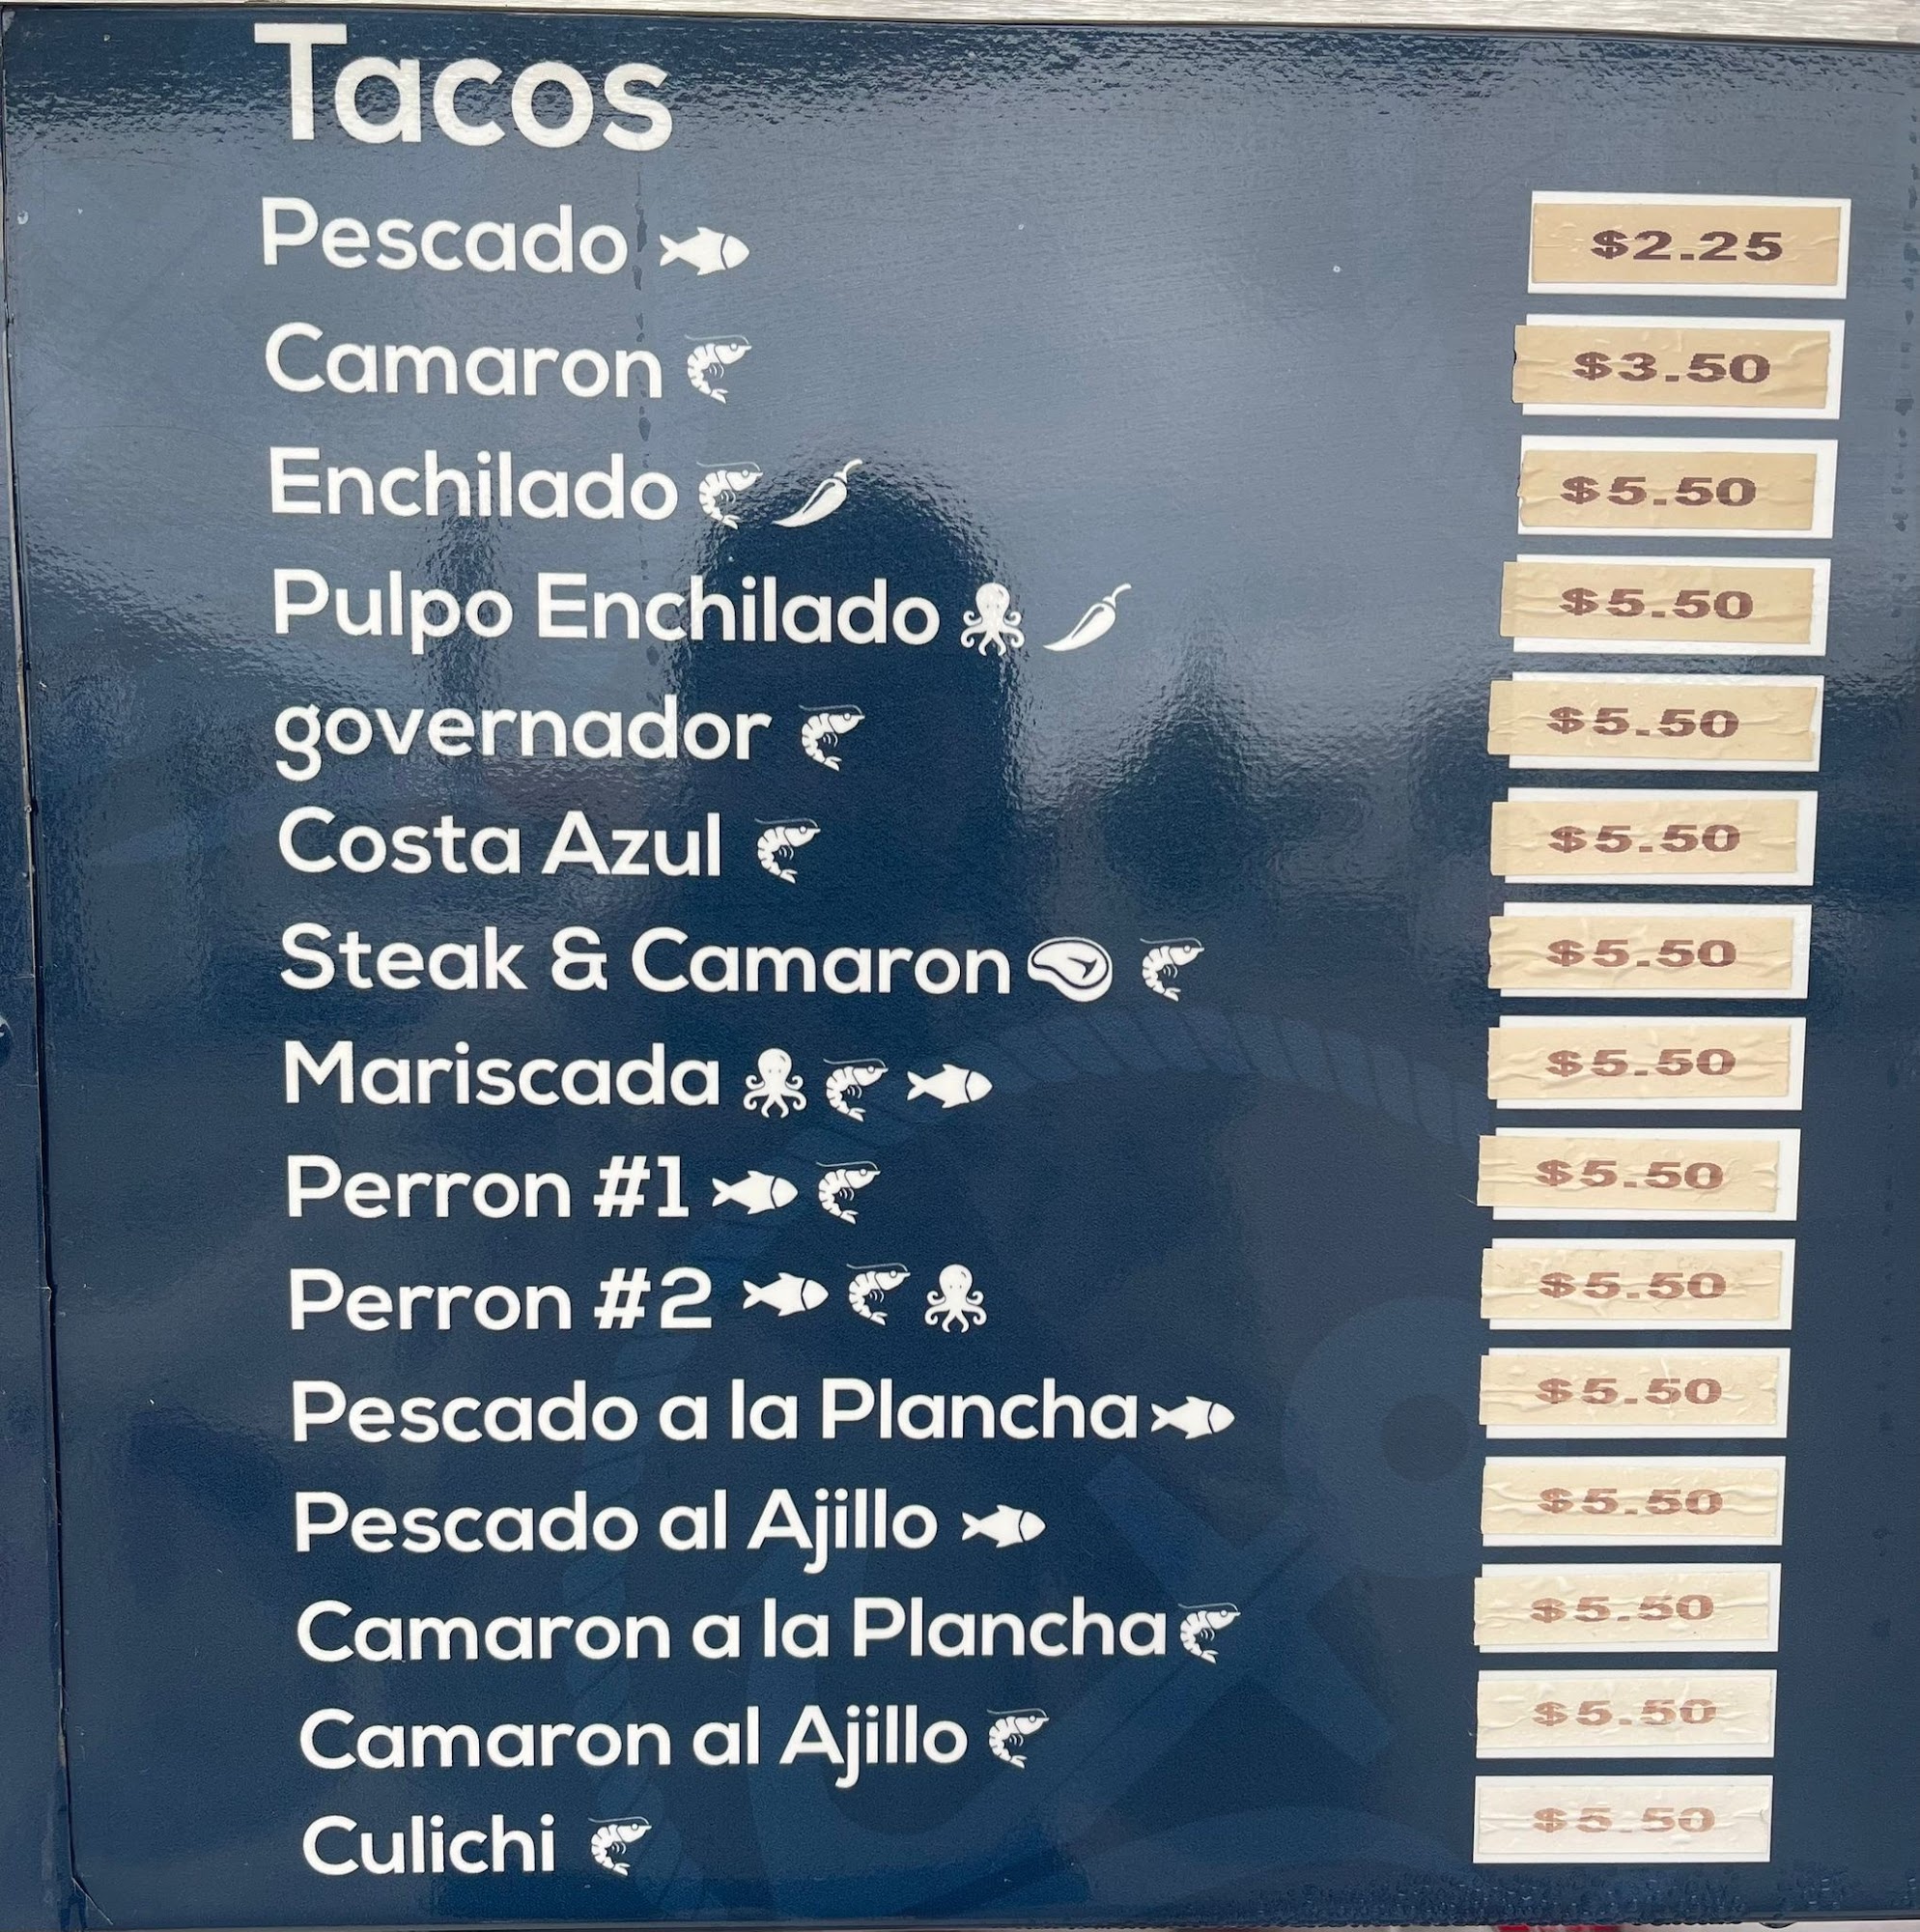 Tacos
Pescado $2.25
Camaron $3.50
Enchilado $5.50
Pulpo Enchilado $5.50
governador $5.50
Costa Azul $5.50
Steak & Camaron $5.50
Mariscada $5.50
Perron #1 $5.50
Perron #2 $5.50
Pescado a la Plancha $5.50
Pescado al Ajillo $5.50
Camaron a la Plancha $5.50
Camaron al Ajillo $5.50
Culichi $5.50